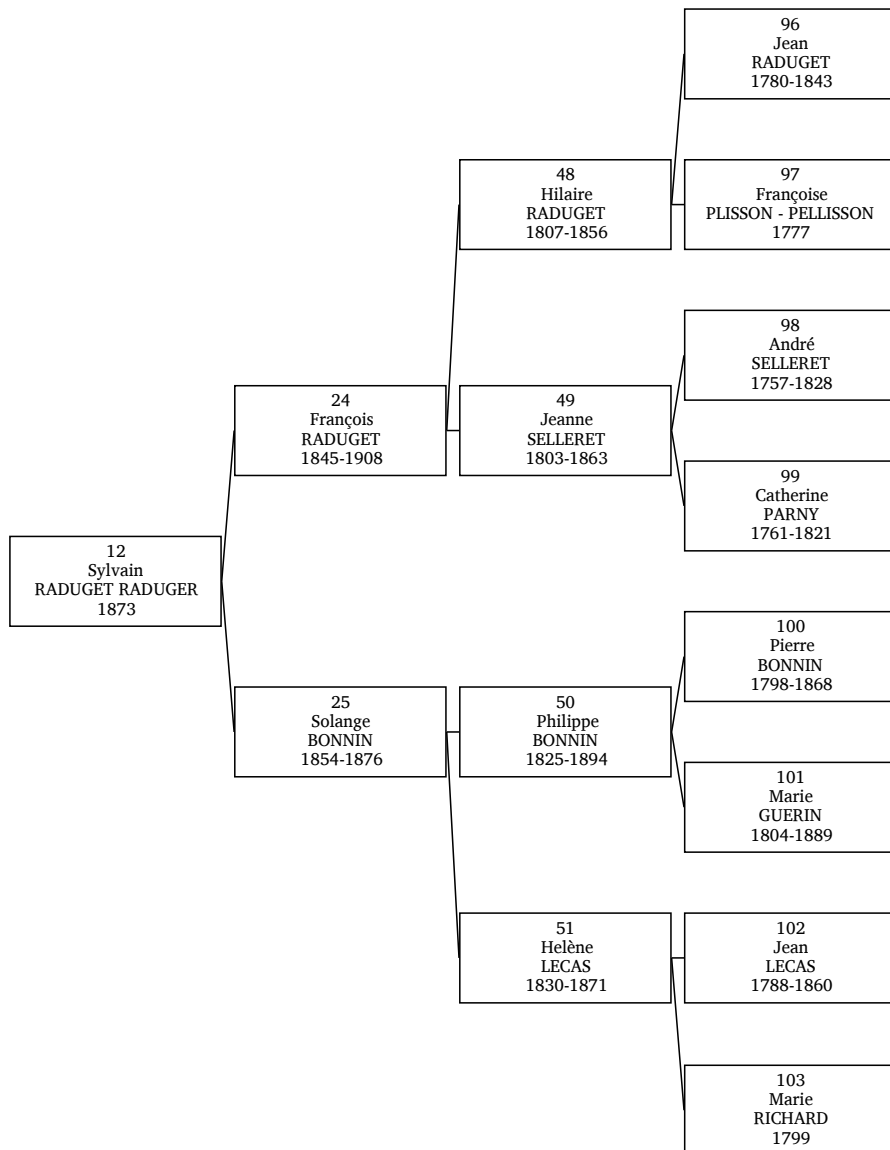 96
Jean
RADUGET
1780-1843
48
Hilaire
RADUGET
1807-1856
97
Françoise
PLISSON - PELLISSON
1777
98
André
SELLERET
1757-1828
24
François
RADUGET
1845-1908
49
Jeanne
SELLERET
1803-1863
99
Catherine
PARNY
1761-1821
12
Sylvain
RADUGET RADUGER
1873
100
Pierre
BONNIN
1798-1868
25
Solange
BONNIN
1854-1876
50
Philippe
BONNIN
1825-1894
101
Marie
GUERIN
1804-1889
51
Helène
LECAS
1830-1871
102
Jean
LECAS
1788-1860
103
Marie
RICHARD
1799